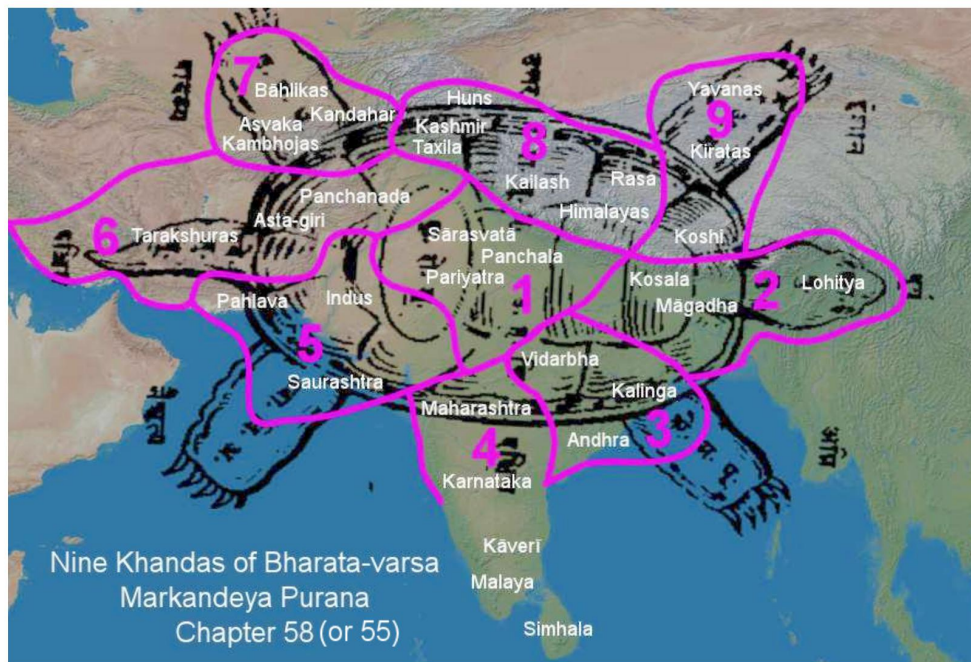 7
Bāhlikas
Kandahar
Asvaka
Kambhojas
Huns
Kashmir
Taxila
8
Kailash
Rasa
Himalayas
Yavanas
9
Kiratas
Koshi
Panchanada
Asta-giri
6
Tarakshuras
Sārasvatā
Panchala
Pariyatra
1
Kosala
Māgadha
2
Lohitya
Pahlava
Indus
5
Saurashtra
Vidarbha
Kalinga
3
Andhra
Maharashtra
4
Karnataka
Kāverī
Malaya
Simhala
Nine Khandas of Bharata-varsa
Markandeya Purana
Chapter 58 (or 55)